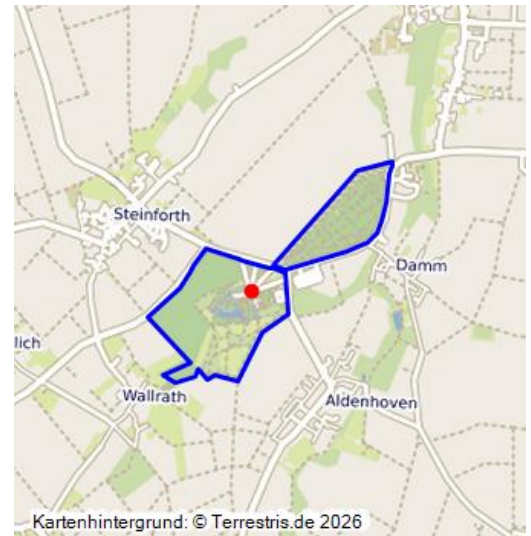 Steinforth
Damm
lich
Wallrath
Aldenhoven
Kartenhintergrund: © Terrestris.de 2026